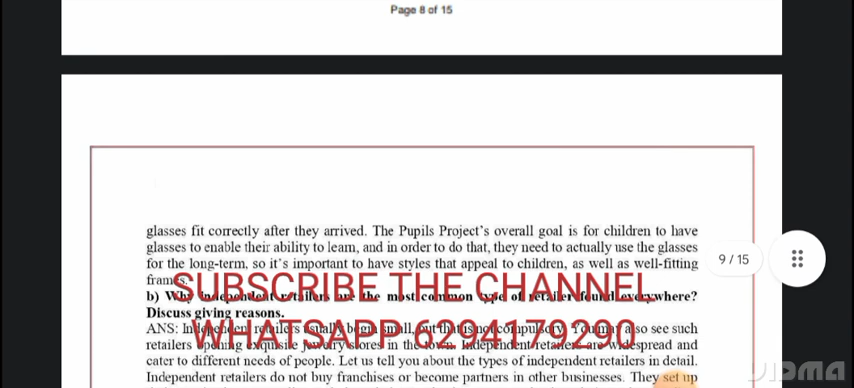 Page 8 of 15
glasses fit correctly after they arrived. The Pupils Project's overall goal is for children to have
glasses to enable their ability to learn, and in order to do that, they need to actually use the glasses
for the long-term, so it's important to have styles that appeal to children, as well as well-fitting
frames.
9 / 15
SUBSCRIBE THE CHANNEL
b) Why independent retailers are the most common type of retailer found everywhere?
Discuss giving reasons.
ANS: Independent retailers usually begin small, but that is not compulsory. You may also see such
WHATSAPP 6294179290
retailers opening exquisite jewelry stores in the town. Independent retailers are widespread and
cater to different needs of people. Let us tell you about the types of independent retailers in detail.
Independent retailers do not buy franchises or become partners in other businesses. They set up
VIDMA